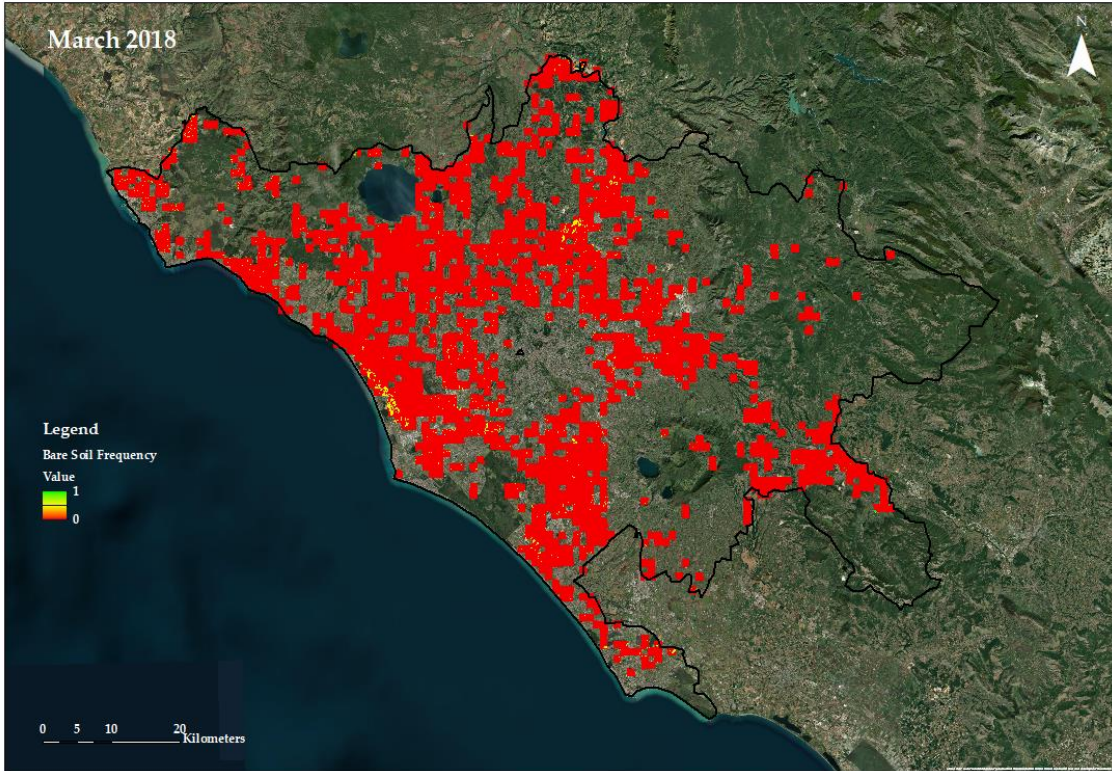 March 2018
N
Legend
Bare Soil Frequency
Value
1
0
0 5 10 20
Kilometers